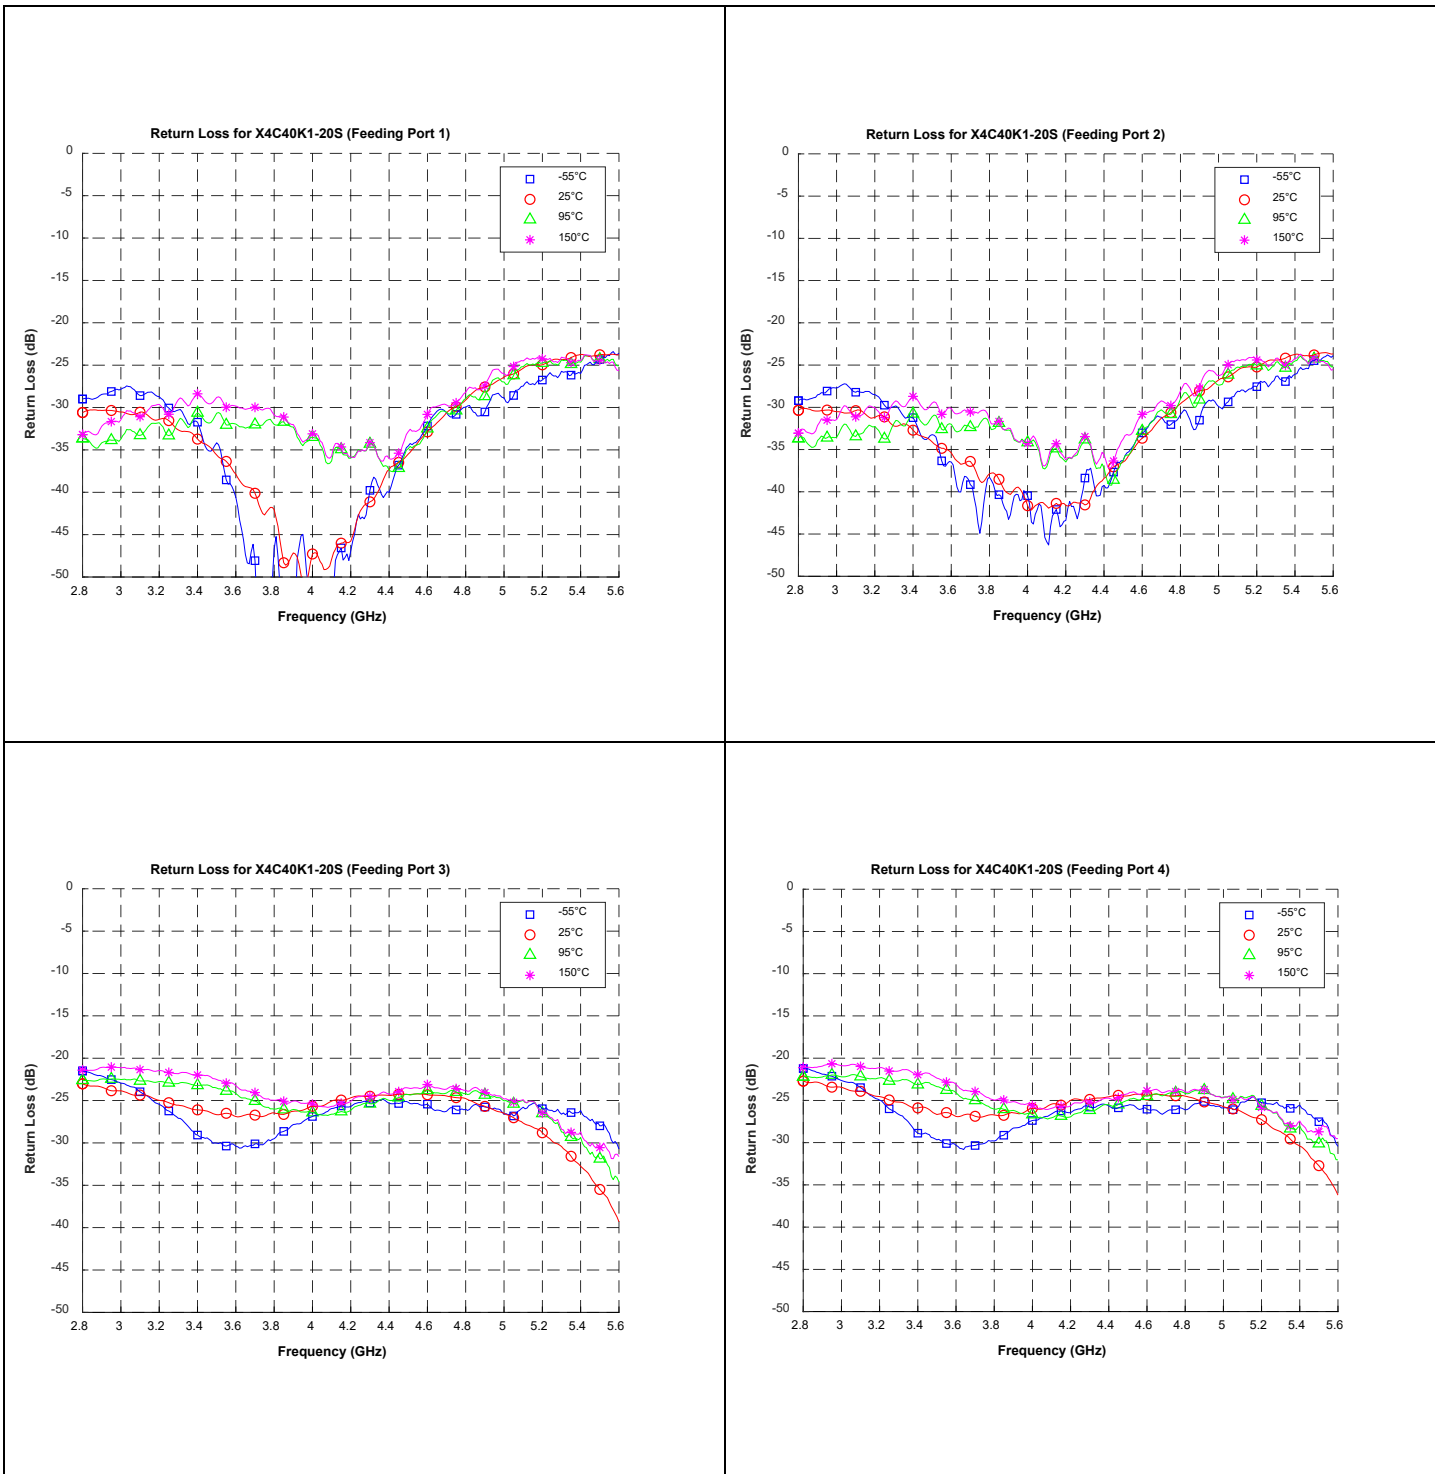 Return Loss for X4C40K1-20S (Feeding Port 1)
0
-5
-10
-15
-20
-25
-30
-35
-40
-45
-50
Return Loss (dB)
-55°C
25°C
95°C
150°C
2.8 3 3.2 3.4 3.6 3.8 4 4.2 4.4 4.6 4.8 5 5.2 5.4 5.6
Frequency (GHz)
Return Loss for X4C40K1-20S (Feeding Port 2)
0
-5
-10
-15
-20
-25
-30
-35
-40
-45
-50
Return Loss (dB)
-55°C
25°C
95°C
150°C
2.8 3 3.2 3.4 3.6 3.8 4 4.2 4.4 4.6 4.8 5 5.2 5.4 5.6
Frequency (GHz)
Return Loss for X4C40K1-20S (Feeding Port 3)
0
-5
-10
-15
-20
-25
-30
-35
-40
-45
-50
Return Loss (dB)
-55°C
25°C
95°C
150°C
2.8 3 3.2 3.4 3.6 3.8 4 4.2 4.4 4.6 4.8 5 5.2 5.4 5.6
Frequency (GHz)
Return Loss for X4C40K1-20S (Feeding Port 4)
0
-5
-10
-15
-20
-25
-30
-35
-40
-45
-50
Return Loss (dB)
-55°C
25°C
95°C
150°C
2.8 3 3.2 3.4 3.6 3.8 4 4.2 4.4 4.6 4.8 5 5.2 5.4 5.6
Frequency (GHz)